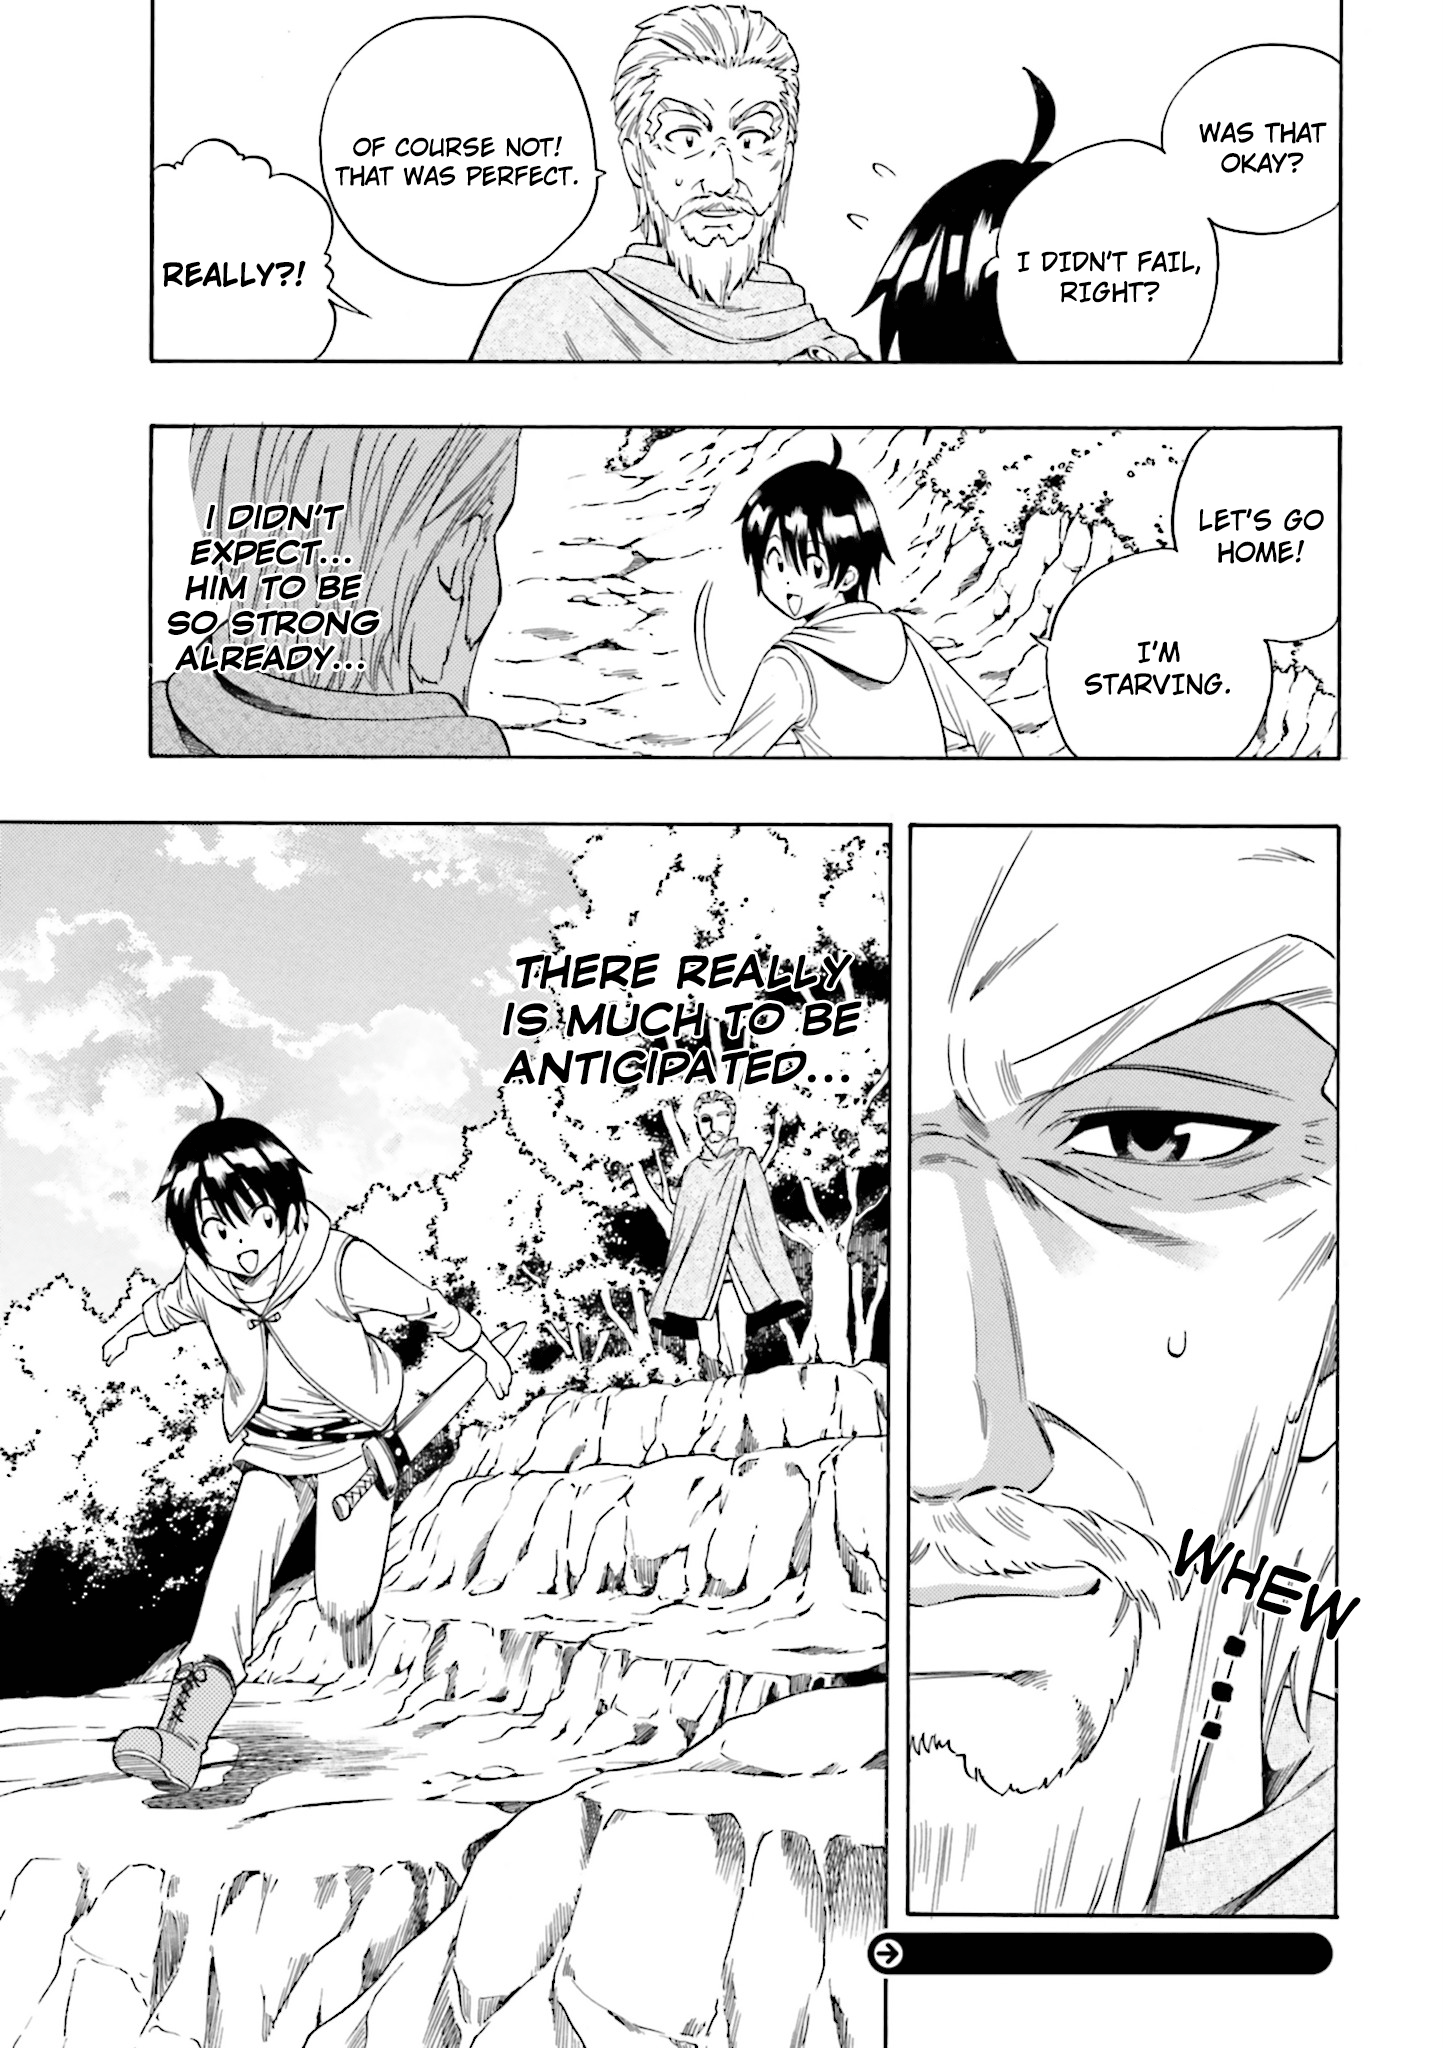 WAS THAT
OKAY?
I DIDN'T FAIL,
RIGHT?
OF COURSE NOT!
THAT WAS PERFECT.
REALLY?!
LET'S GO
HOME!
I'M
STARVING.
I DIDN'T
EXPECT...
HIM TO BE
SO STRONG
ALREADY...
WHEW
...
THERE REALLY
IS MUCH TO BE
ANTICIPATED...